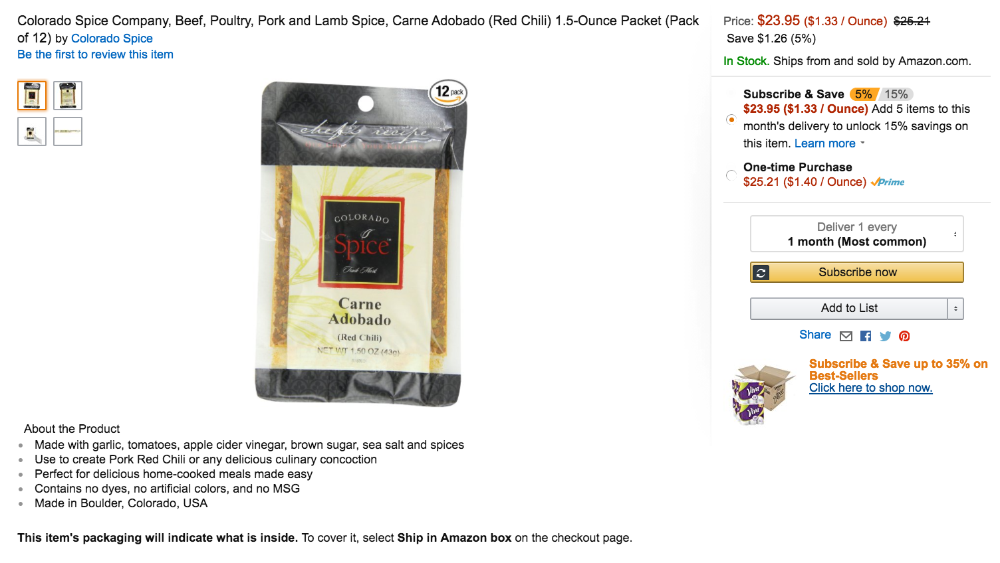 Colorado Spice Company, Beef, Poultry, Pork and Lamb Spice, Carne Adobado (Red Chili) 1.5-Ounce Packet (Pack
of 12) by Colorado Spice
Be the first to review this item
12 pack
chef's recipe
COLORADO
Spice™
Trade Mark
Carne
Adobado
(Red Chili)
NET WT 1.50 OZ (43g)
About the Product
Made with garlic, tomatoes, apple cider vinegar, brown sugar, sea salt and spices
Use to create Pork Red Chili or any delicious culinary concoction
Perfect for delicious home-cooked meals made easy
Contains no dyes, no artificial colors, and no MSG
Made in Boulder, Colorado, USA
This item's packaging will indicate what is inside. To cover it, select Ship in Amazon box on the checkout page.
Price: $23.95 ($1.33 / Ounce) $25.21
Save $1.26 (5%)
In Stock. Ships from and sold by Amazon.com.
Subscribe & Save 5% 15%
$23.95 ($1.33 / Ounce) Add 5 items to this
month's delivery to unlock 15% savings on
this item. Learn more
One-time Purchase
$25.21 ($1.40 / Ounce) Prime
Deliver 1 every
1 month (Most common)
Subscribe now
Add to List
Share
Subscribe & Save up to 35% on
Best-Sellers
Click here to shop now.
Viva
Viva